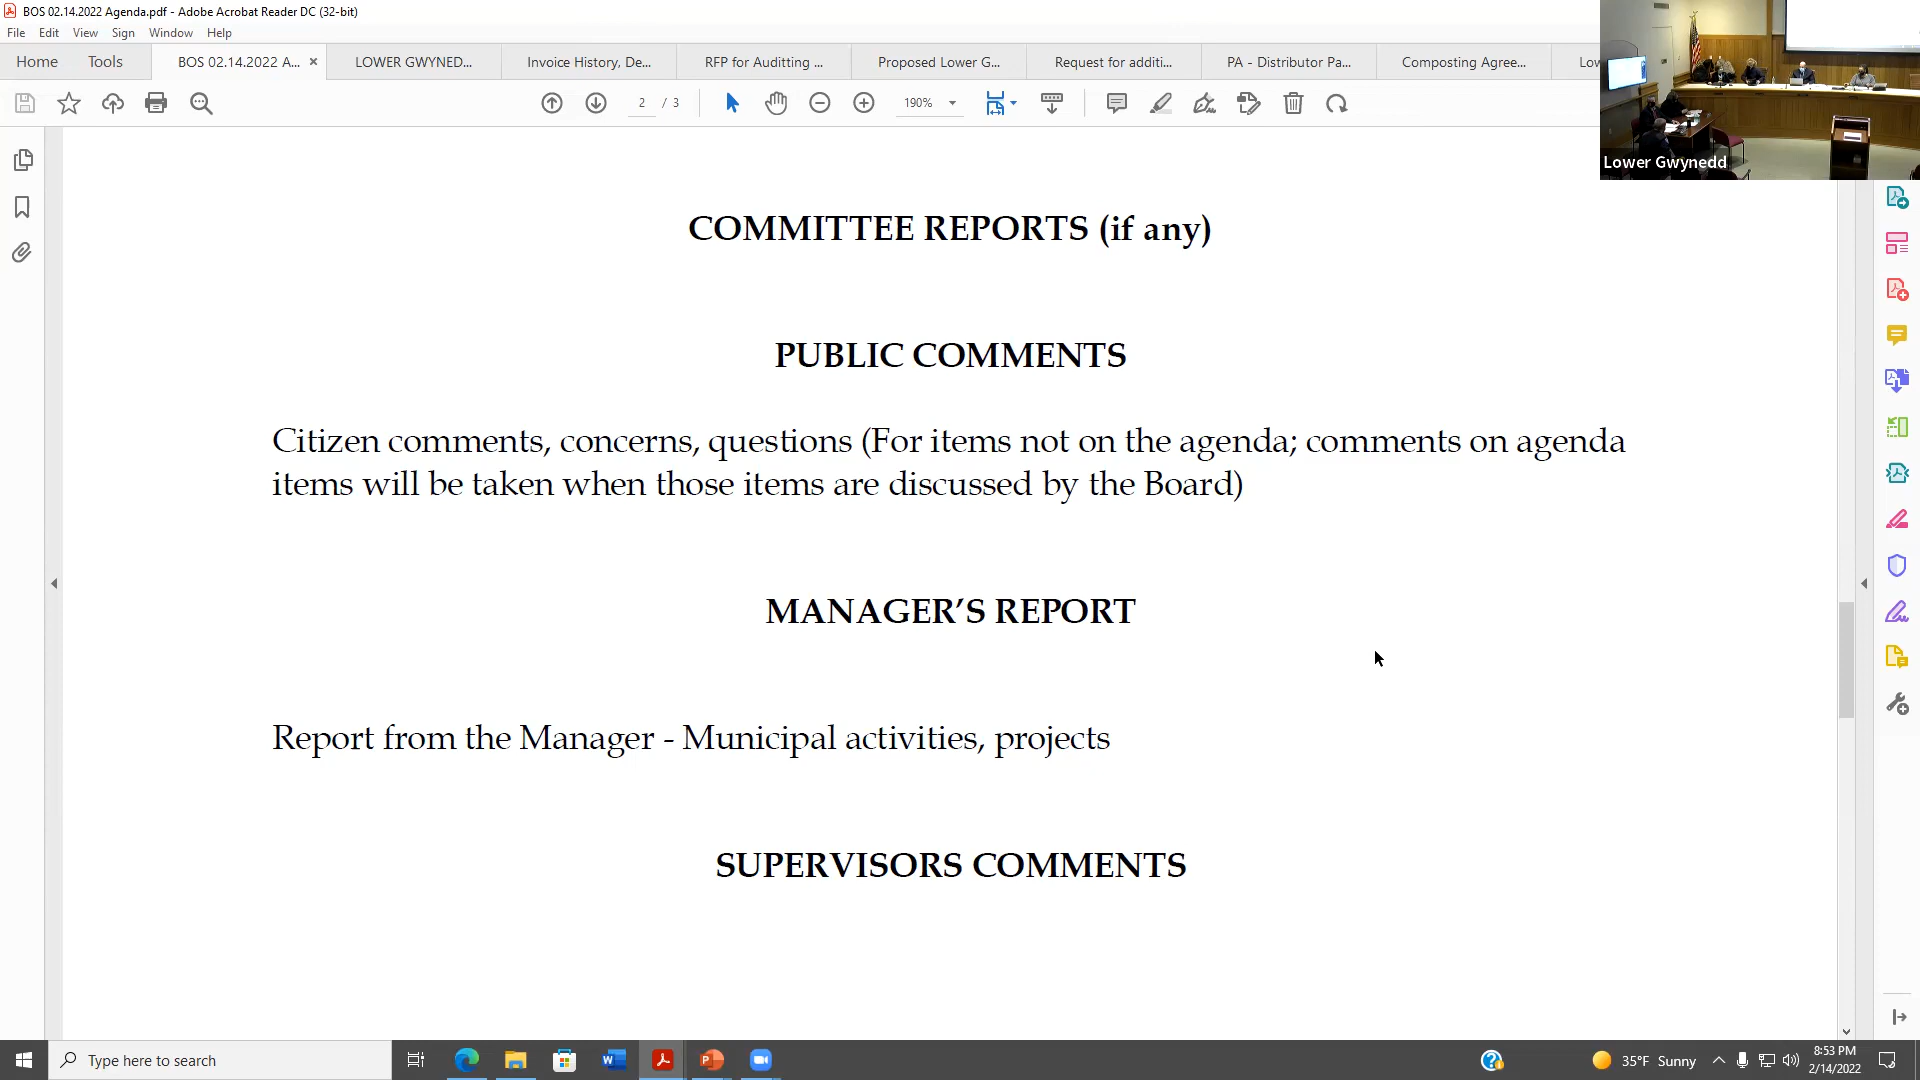 BOS 02.14.2022 Agenda.pdf - Adobe Acrobat Reader DC (32-bit)
File Edit View Sign Window Help
Home Tools BOS 02.14.2022 A... × LOWER GWYNED... Invoice History, De... RFP for Auditting ... Proposed Lower G... Request for additi... PA - Distributor Pa... Composting Agree... Lo
2 / 3 190%
Lower Gwynedd
COMMITTEE REPORTS (if any)
PUBLIC COMMENTS
Citizen comments, concerns, questions (For items not on the agenda; comments on agenda
items will be taken when those items are discussed by the Board)
MANAGER’S REPORT
Report from the Manager - Municipal activities, projects
SUPERVISORS COMMENTS
Type here to search
35°F Sunny
8:53 PM
2/14/2022